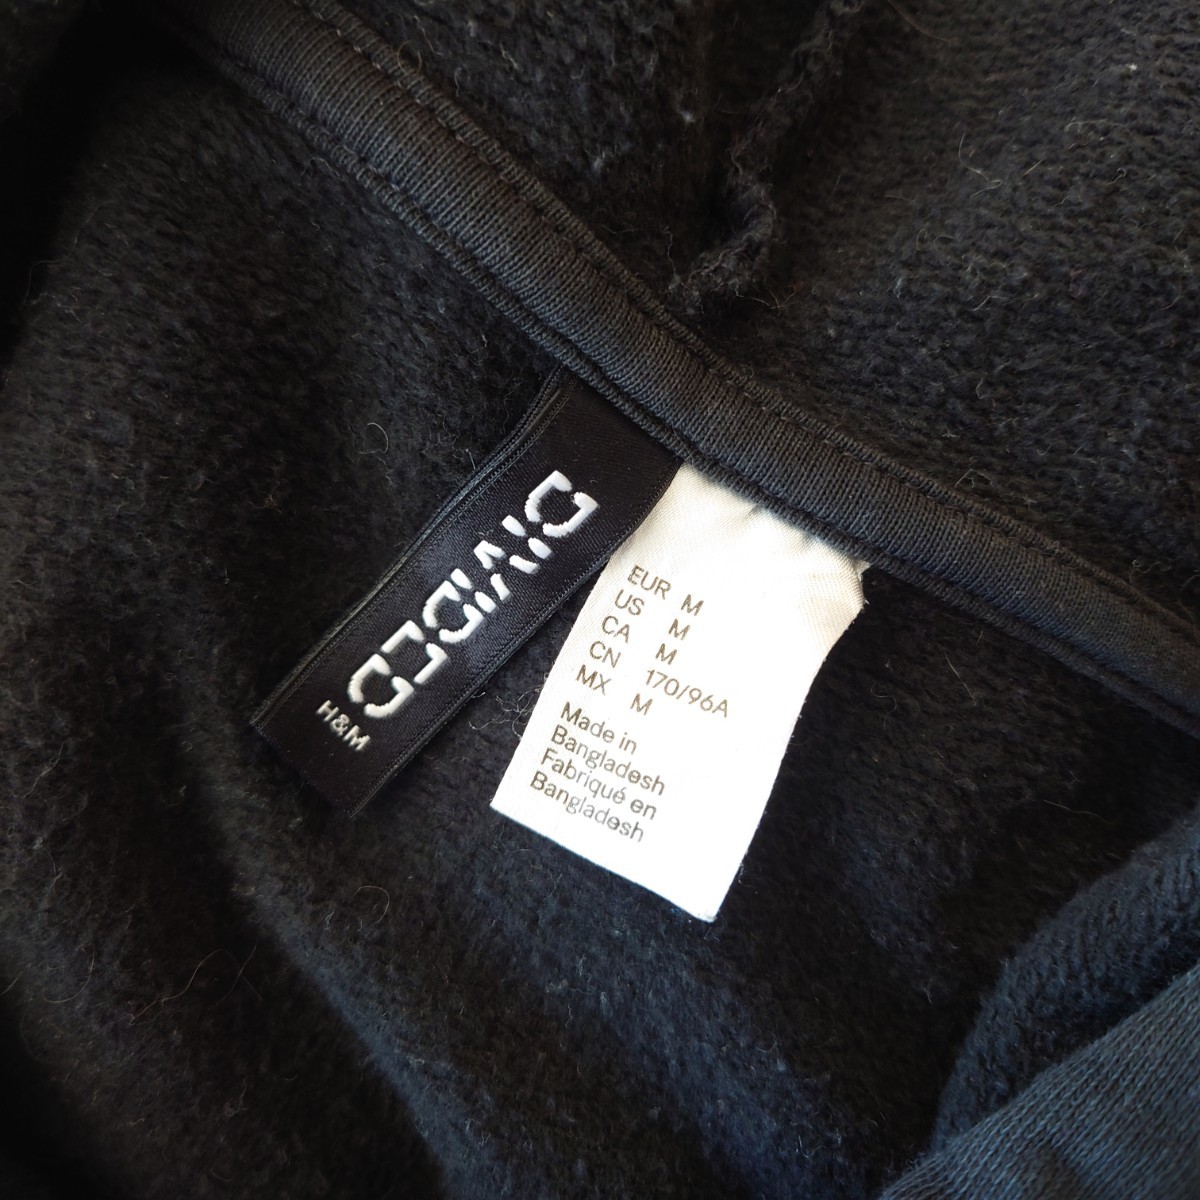 DIVIDED
H&M
EUR M
US M
CA M
CN 170/96A
MX M
Made in
Bangladesh
Fabriqué en
Bangladesh